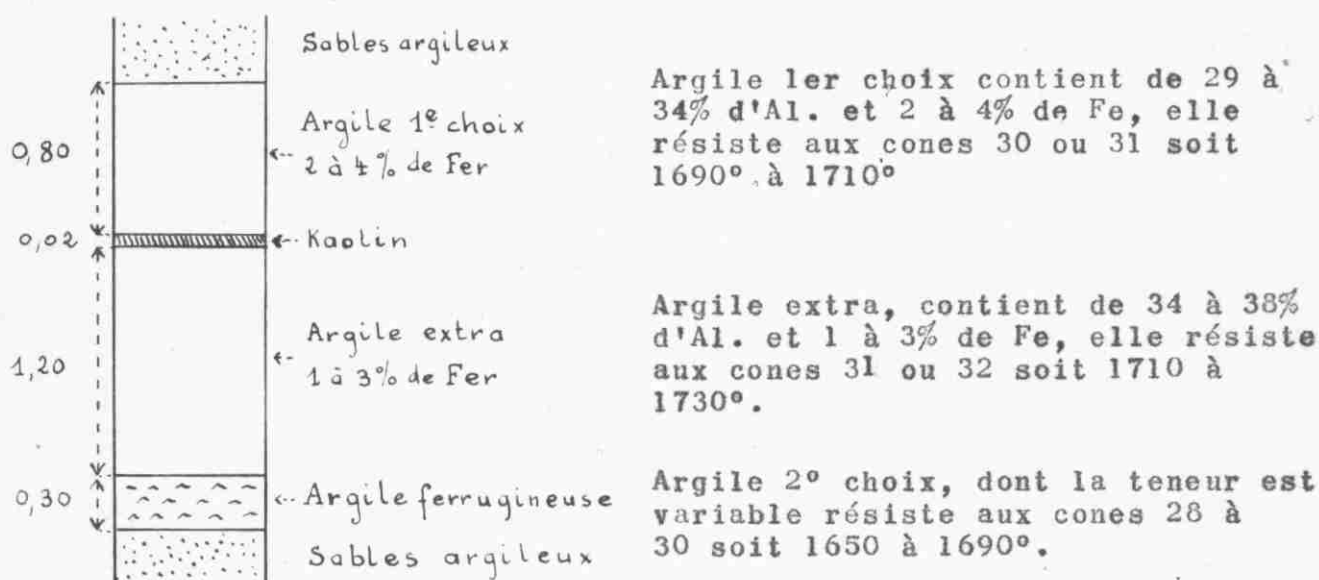 Sables argileux
0,80
Argile 1e choix
2 à 4% de Fer
Argile 1er choix contient de 29 à
34% d'Al. et 2 à 4% de Fe, elle
résiste aux cones 30 ou 31 soit
1690° à 1710°
0,02
Kaolin
1,20
Argile extra
1 à 3% de Fer
Argile extra, contient de 34 à 38%
d'Al. et 1 à 3% de Fe, elle résiste
aux cones 31 ou 32 soit 1710 à
1730°.
0,30
Argile ferrugineuse
Argile 2° choix, dont la teneur est
variable résiste aux cones 28 à
30 soit 1650 à 1690°.
Sables argileux